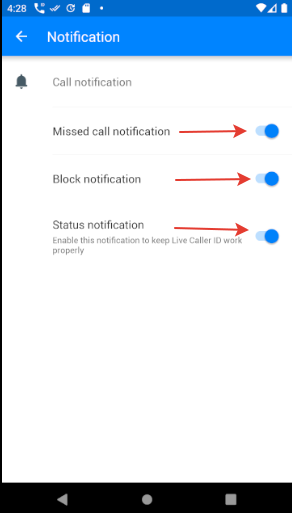 4:28
Notification
Call notification
Missed call notification
Block notification
Status notification
Enable this notification to keep Live Caller ID work
properly